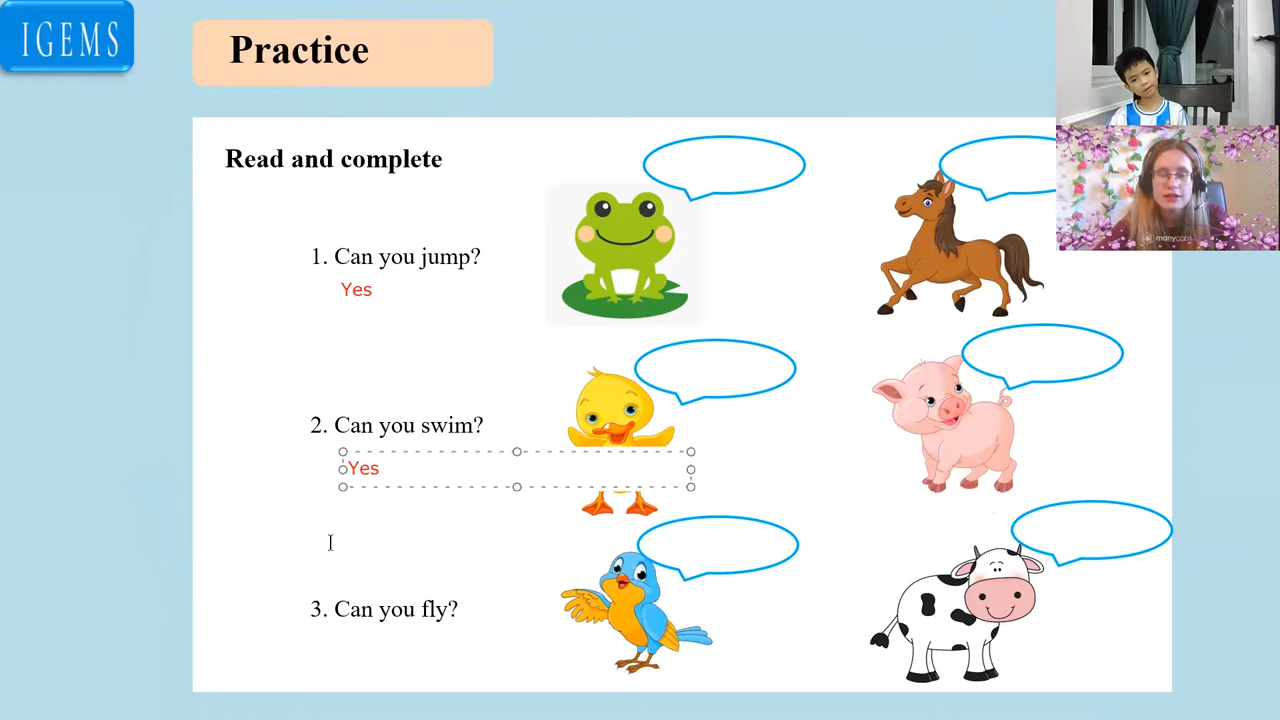 IGEMS
Practice
Read and complete
1. Can you jump?
Yes
2. Can you swim?
Yes
3. Can you fly?
manycam